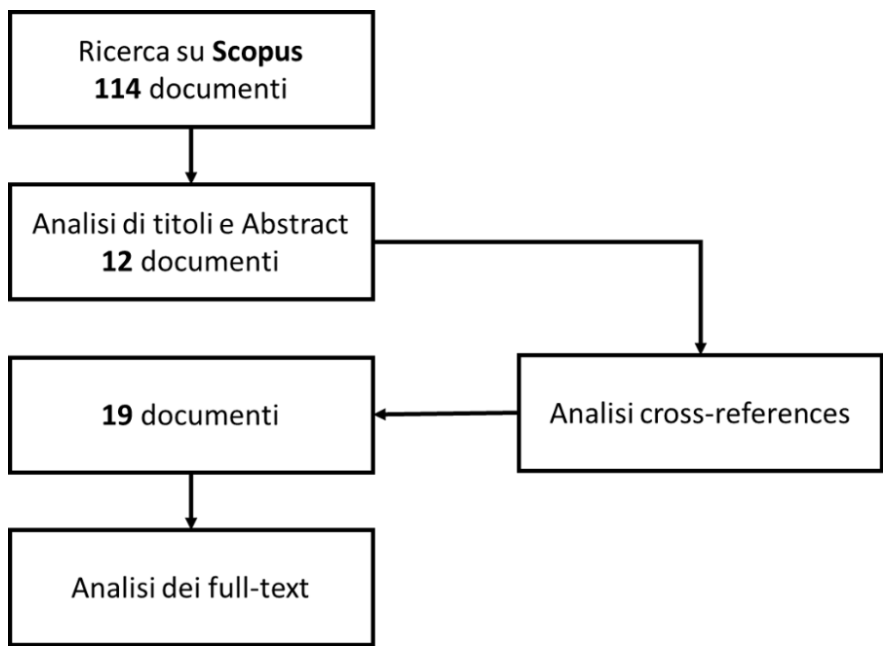 Ricerca su Scopus
114 documenti
Analisi di titoli e Abstract
12 documenti
Analisi cross-references
19 documenti
Analisi dei full-text